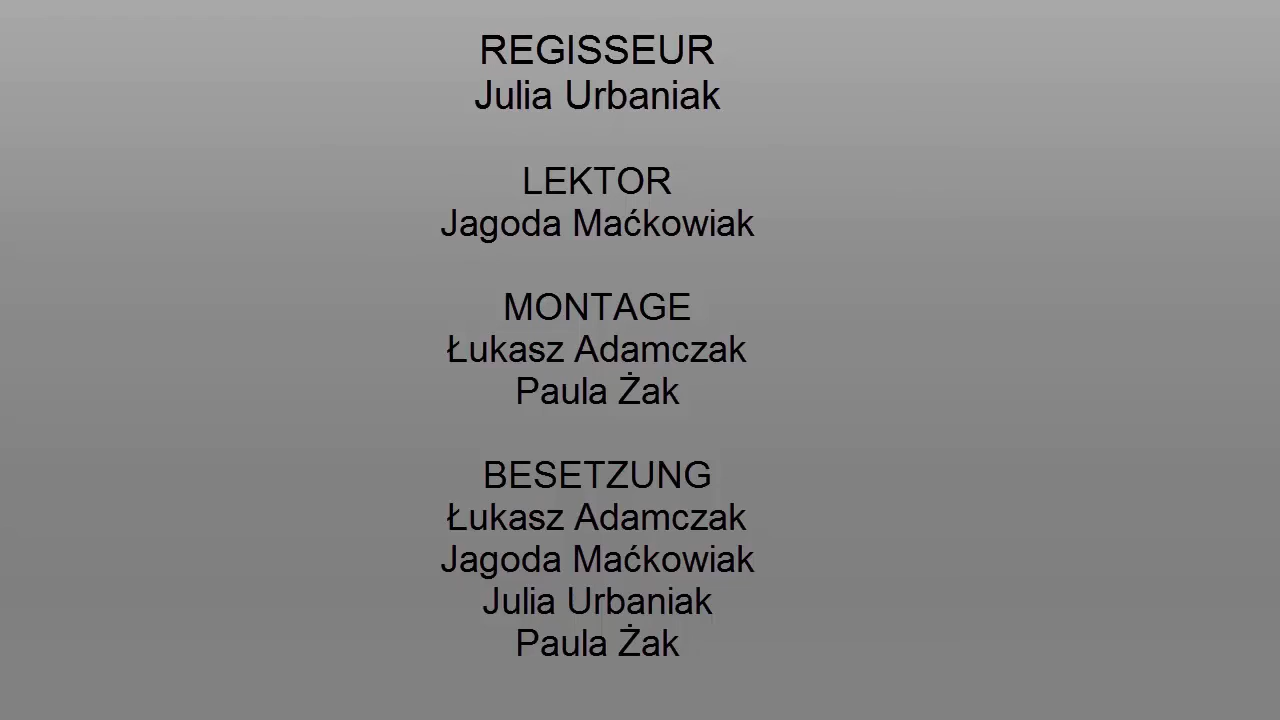 REGISSEUR
Julia Urbaniak
LEKTOR
Jagoda Maćkowiak
MONTAGE
Łukasz Adamczak
Paula Żak
BESETZUNG
Łukasz Adamczak
Jagoda Maćkowiak
Julia Urbaniak
Paula Żak